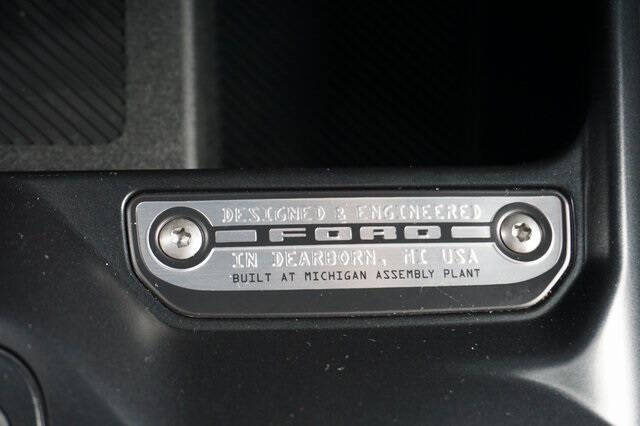 DESIGNED & ENGINEERED
FORD
IN DEARBORN, MI USA
BUILT AT MICHIGAN ASSEMBLY PLANT